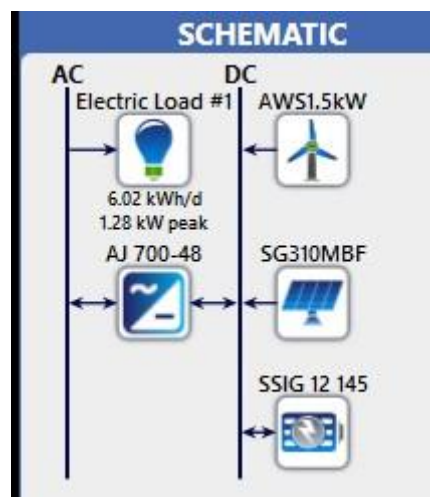 SCHEMATIC
AC DC
Electric Load #1 AWS1.5kW
6.02 kWh/d
1.28 kW peak
AJ 700-48 SG310MBF
SSIG 12 145